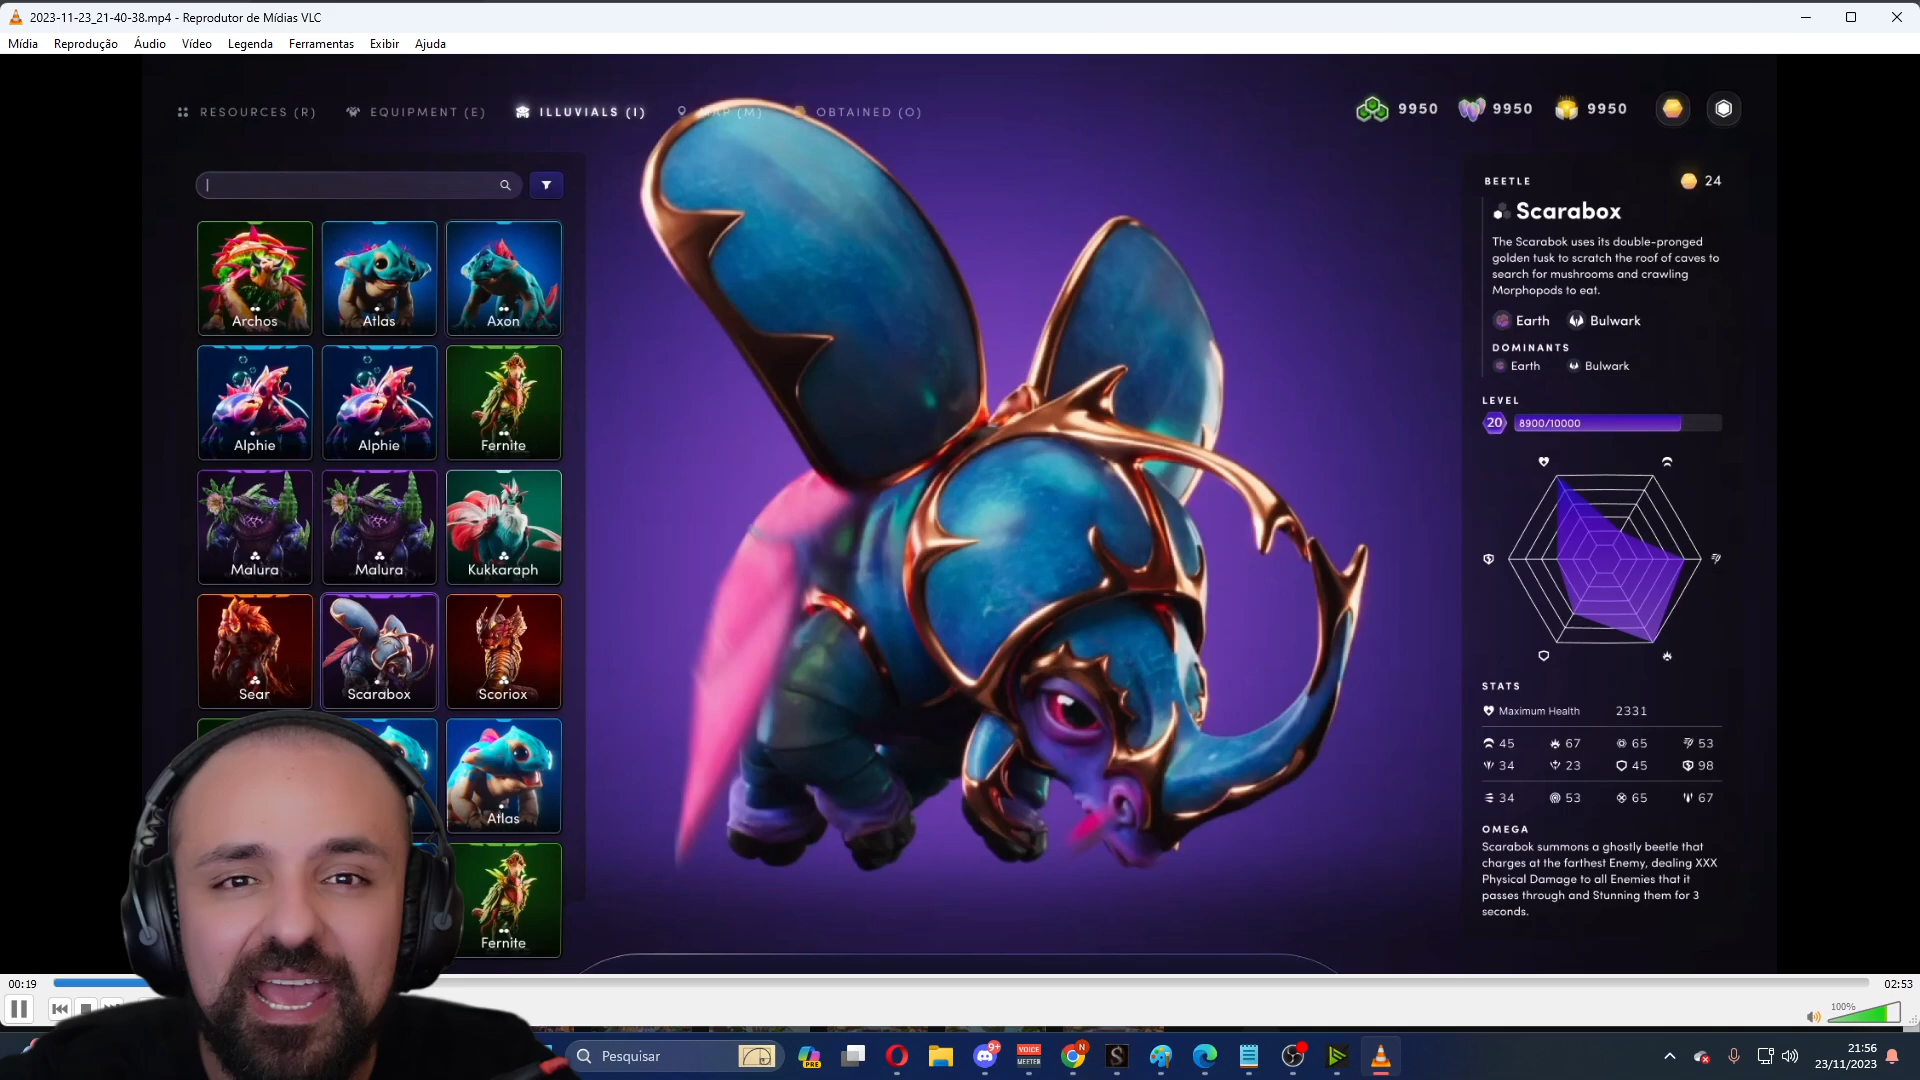 2023-11-23_21-40-38.mp4 - Reprodutor de Mídias VLC
Mídia Reprodução Áudio Vídeo Legenda Ferramentas Exibir Ajuda
RESOURCES (R) EQUIPMENT (E) ILLUVIALS (I) (M) OBTAINED (O)
9950 9950 9950
BEETLE 24
Scarabox
The Scarabok uses its double-pronged
golden tusk to scratch the roof of caves to
search for mushrooms and crawling
Morphopods to eat.
Earth Bulwark
DOMINANTS
Earth Bulwark
LEVEL
20 8900/10000
Archos Atlas Axon
Alphie Alphie Fernite
Malura Malura Kukkaraph
Sear Scarabox Scoriox
Atlas
Fernite
STATS
Maximum Health 2331
45 67 65 53
34 23 45 98
34 53 65 67
OMEGA
Scarabok summons a ghostly beetle that
charges at the farthest Enemy, dealing XXX
Physical Damage to all Enemies that it
passes through and Stunning them for 3
seconds.
00:19 02:53
100%
Pesquisar
PRE
9+
VOICE
MEETER
N
S
21:56
23/11/2023